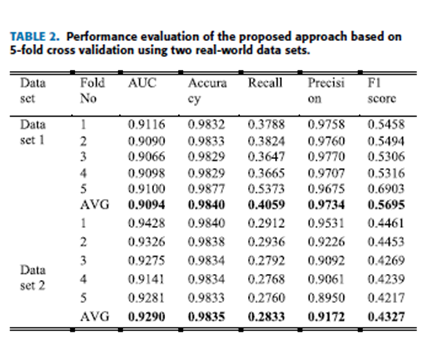 TABLE 2. Performance evaluation of the proposed approach based on
5-fold cross validation using two real-world data sets.
Data Fold AUC Accura Recall Precisi F1
set No cy on score
Data 1 0.9116 0.9832 0.3788 0.9758 0.5458
set 1 2 0.9090 0.9833 0.3824 0.9760 0.5494
3 0.9066 0.9829 0.3647 0.9770 0.5306
4 0.9098 0.9829 0.3665 0.9707 0.5316
5 0.9100 0.9877 0.5373 0.9675 0.6903
AVG 0.9094 0.9840 0.4059 0.9734 0.5695
1 0.9428 0.9840 0.2912 0.9531 0.4461
2 0.9326 0.9838 0.2936 0.9226 0.4453
3 0.9275 0.9834 0.2792 0.9092 0.4269
Data
4 0.9141 0.9834 0.2768 0.9061 0.4239
set 2
5 0.9281 0.9833 0.2760 0.8950 0.4217
AVG 0.9290 0.9835 0.2833 0.9172 0.4327